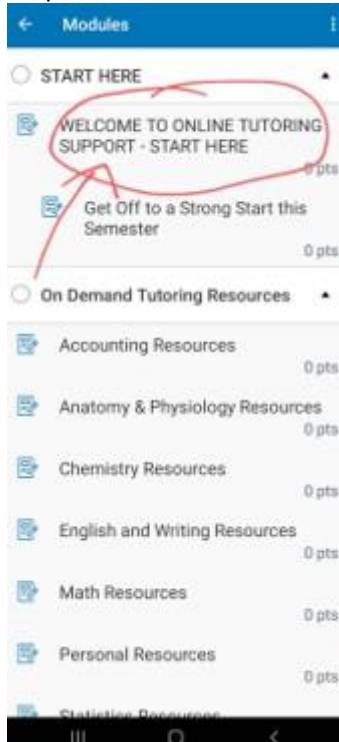 Modules
START HERE
WELCOME TO ONLINE TUTORING
SUPPORT - START HERE
0 pts
Get Off to a Strong Start this
Semester
0 pts
On Demand Tutoring Resources
Accounting Resources
0 pts
Anatomy & Physiology Resources
0 pts
Chemistry Resources
0 pts
English and Writing Resources
0 pts
Math Resources
0 pts
Personal Resources
0 pts
Statistics Resources